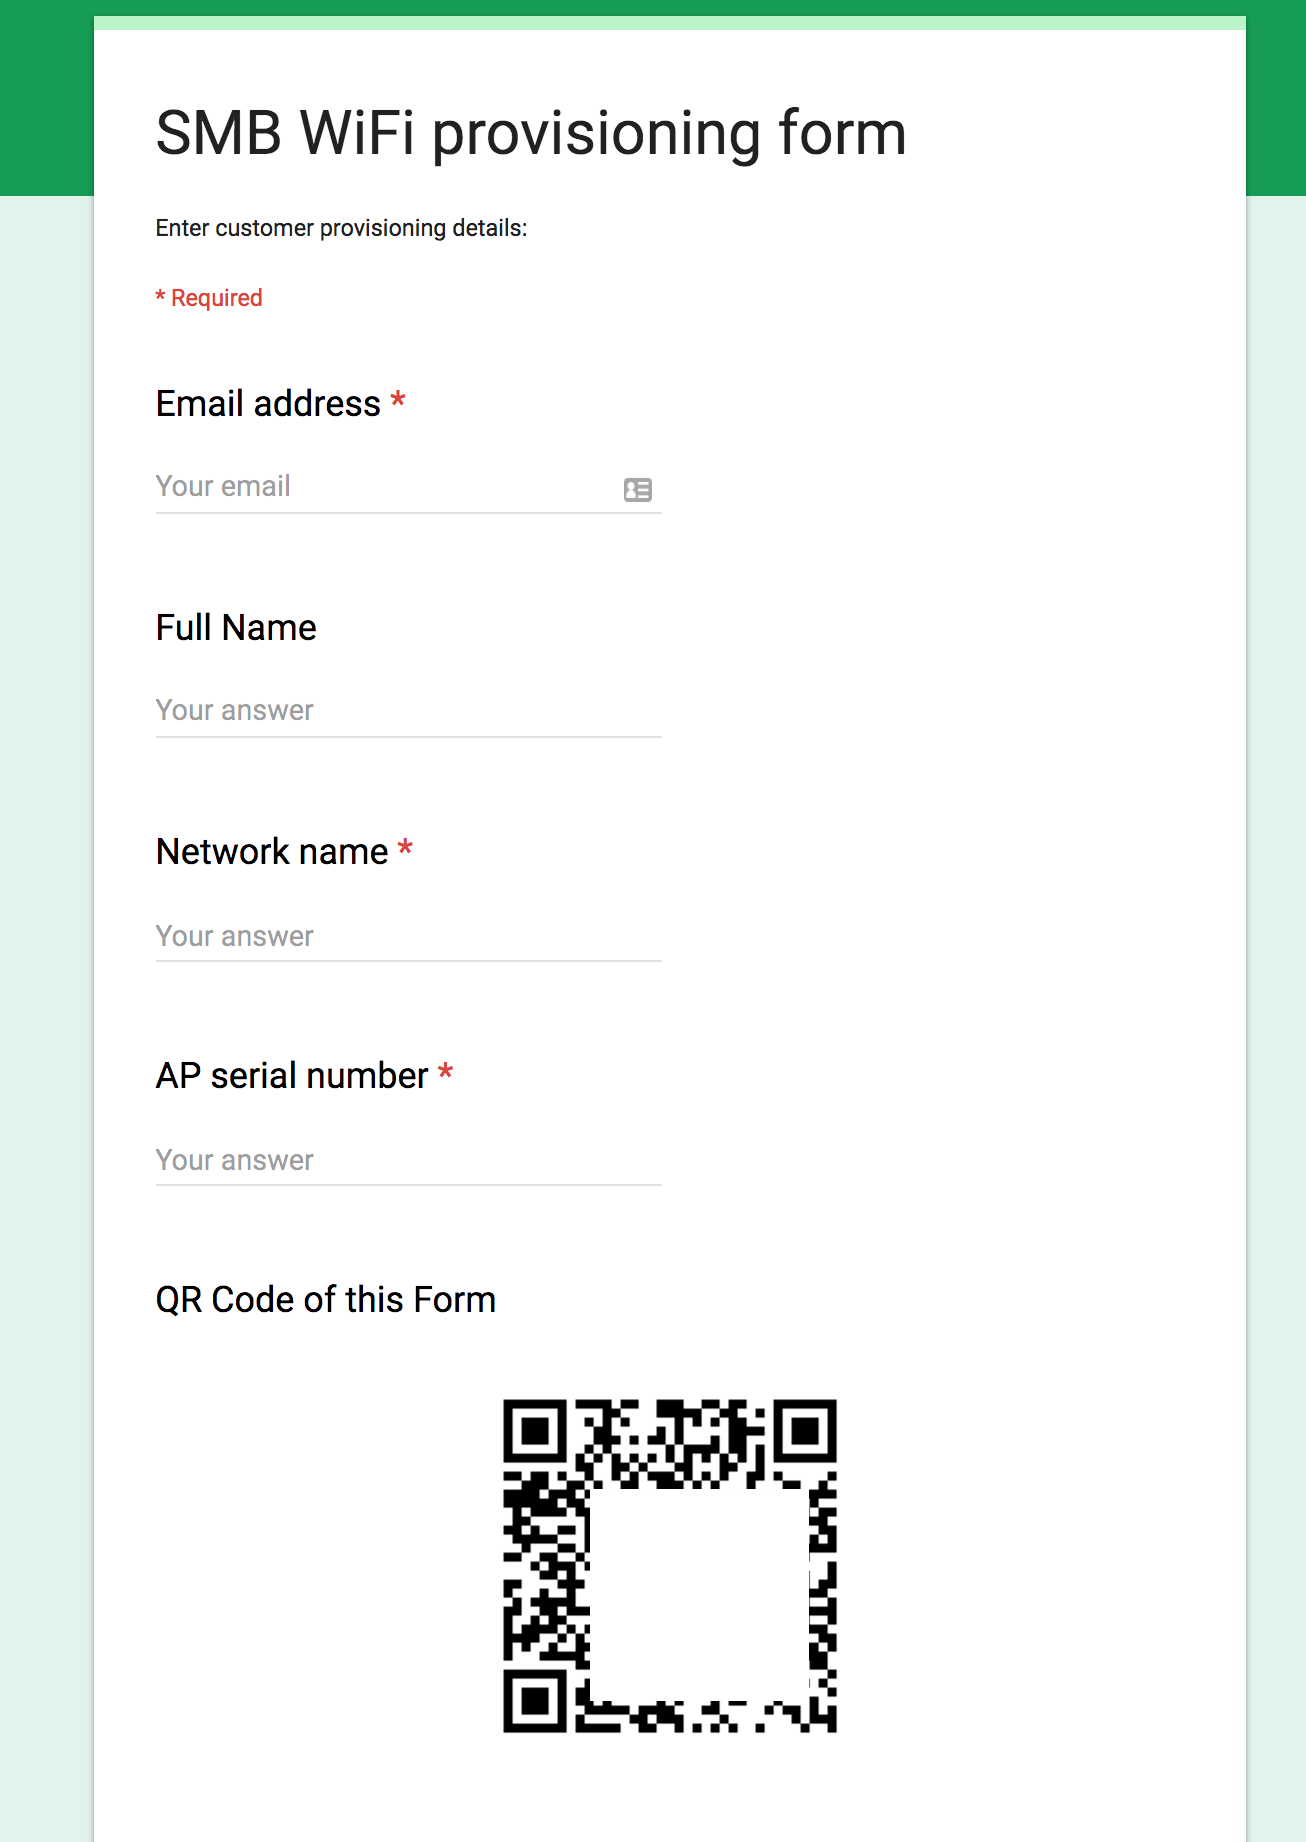 SMB WiFi provisioning form
Enter customer provisioning details:
* Required
Email address *
Your email
Full Name
Your answer
Network name *
Your answer
AP serial number *
Your answer
QR Code of this Form